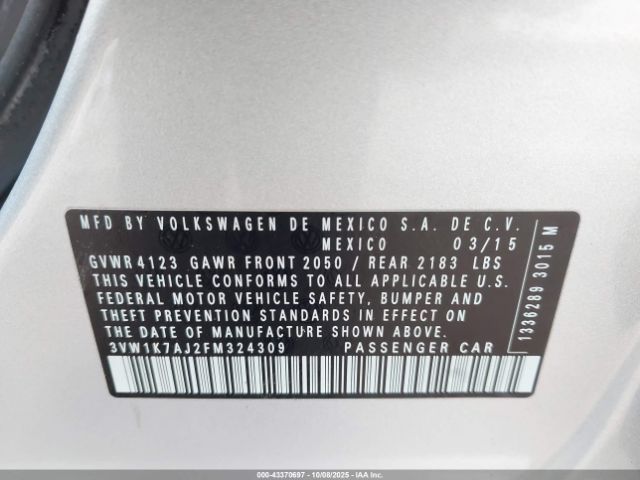 MFD BY VOLKSWAGEN DE MEXICO S.A. DE C.V.
MEXICO 03/15
GVWR 4123 GAWR FRONT 2050 / REAR 2183 LBS
THIS VEHICLE CONFORMS TO ALL APPLICABLE U.S.
FEDERAL MOTOR VEHICLE SAFETY, BUMPER AND
THEFT PREVENTION STANDARDS IN EFFECT ON
THE DATE OF MANUFACTURE SHOWN ABOVE.
3VW1K7AJ2FM324309 PASSENGER CAR
1336289 3015 M
000-43370697 - 10/08/2025 - IAAI.com